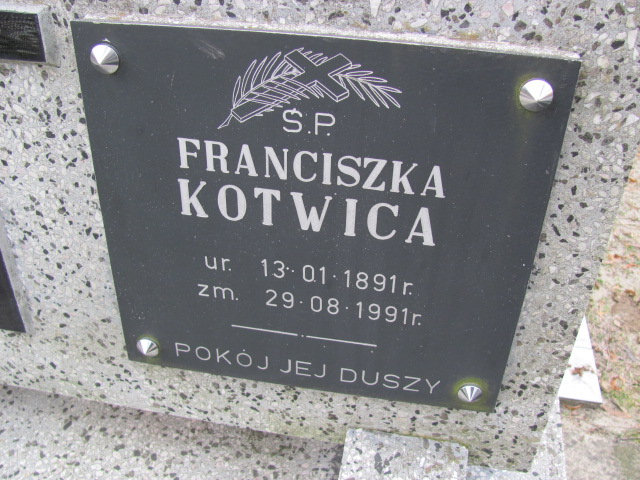 Ś.P.
FRANCISZKA
KOTWICA
ur. 13·01·1891r.
zm. 29·08·1991r.
POKÓJ JEJ DUSZY